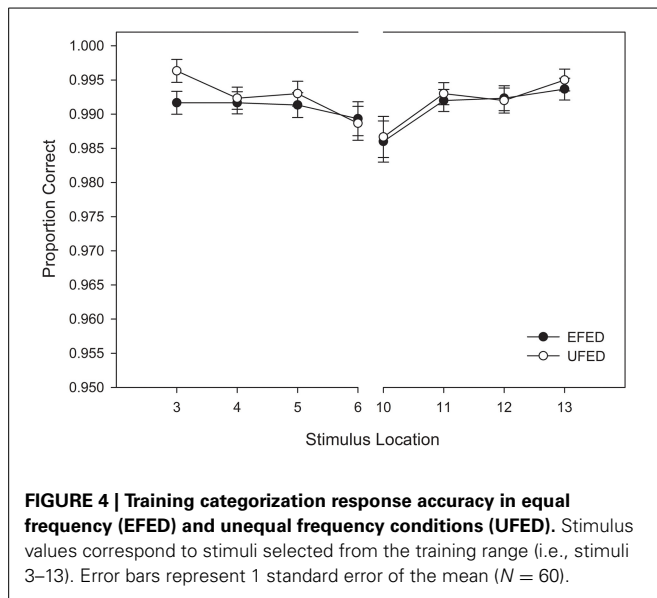 1.000
0.995
0.990
0.985
0.980
0.975
0.970
0.965
0.960
0.955
0.950
Proportion Correct
EFED
UFED
3 4 5 6 10 11 12 13
Stimulus Location
FIGURE 4 | Training categorization response accuracy in equal
frequency (EFED) and unequal frequency conditions (UFED). Stimulus
values correspond to stimuli selected from the training range (i.e., stimuli
3–13). Error bars represent 1 standard error of the mean (N = 60).